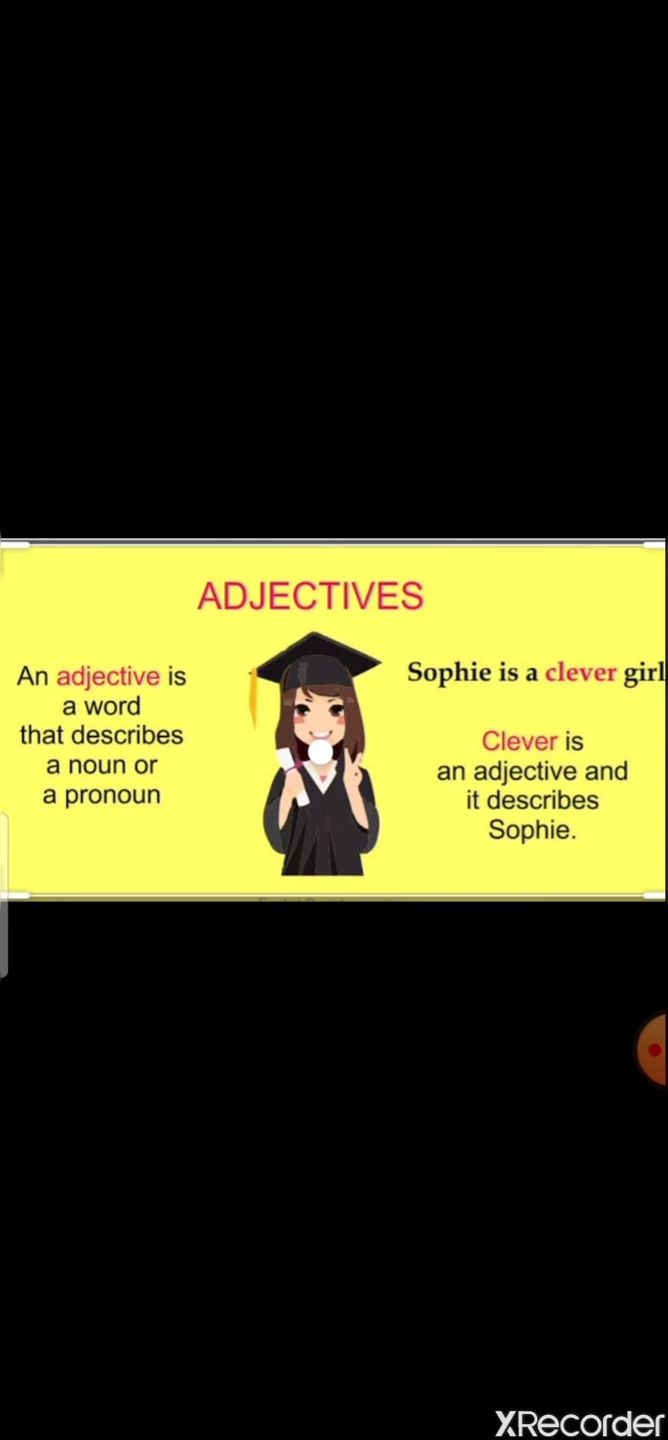 ADJECTIVES
An adjective is
a word
that describes
a noun or
a pronoun
Sophie is a clever girl
Clever is
an adjective and
it describes
Sophie.
XRecorder